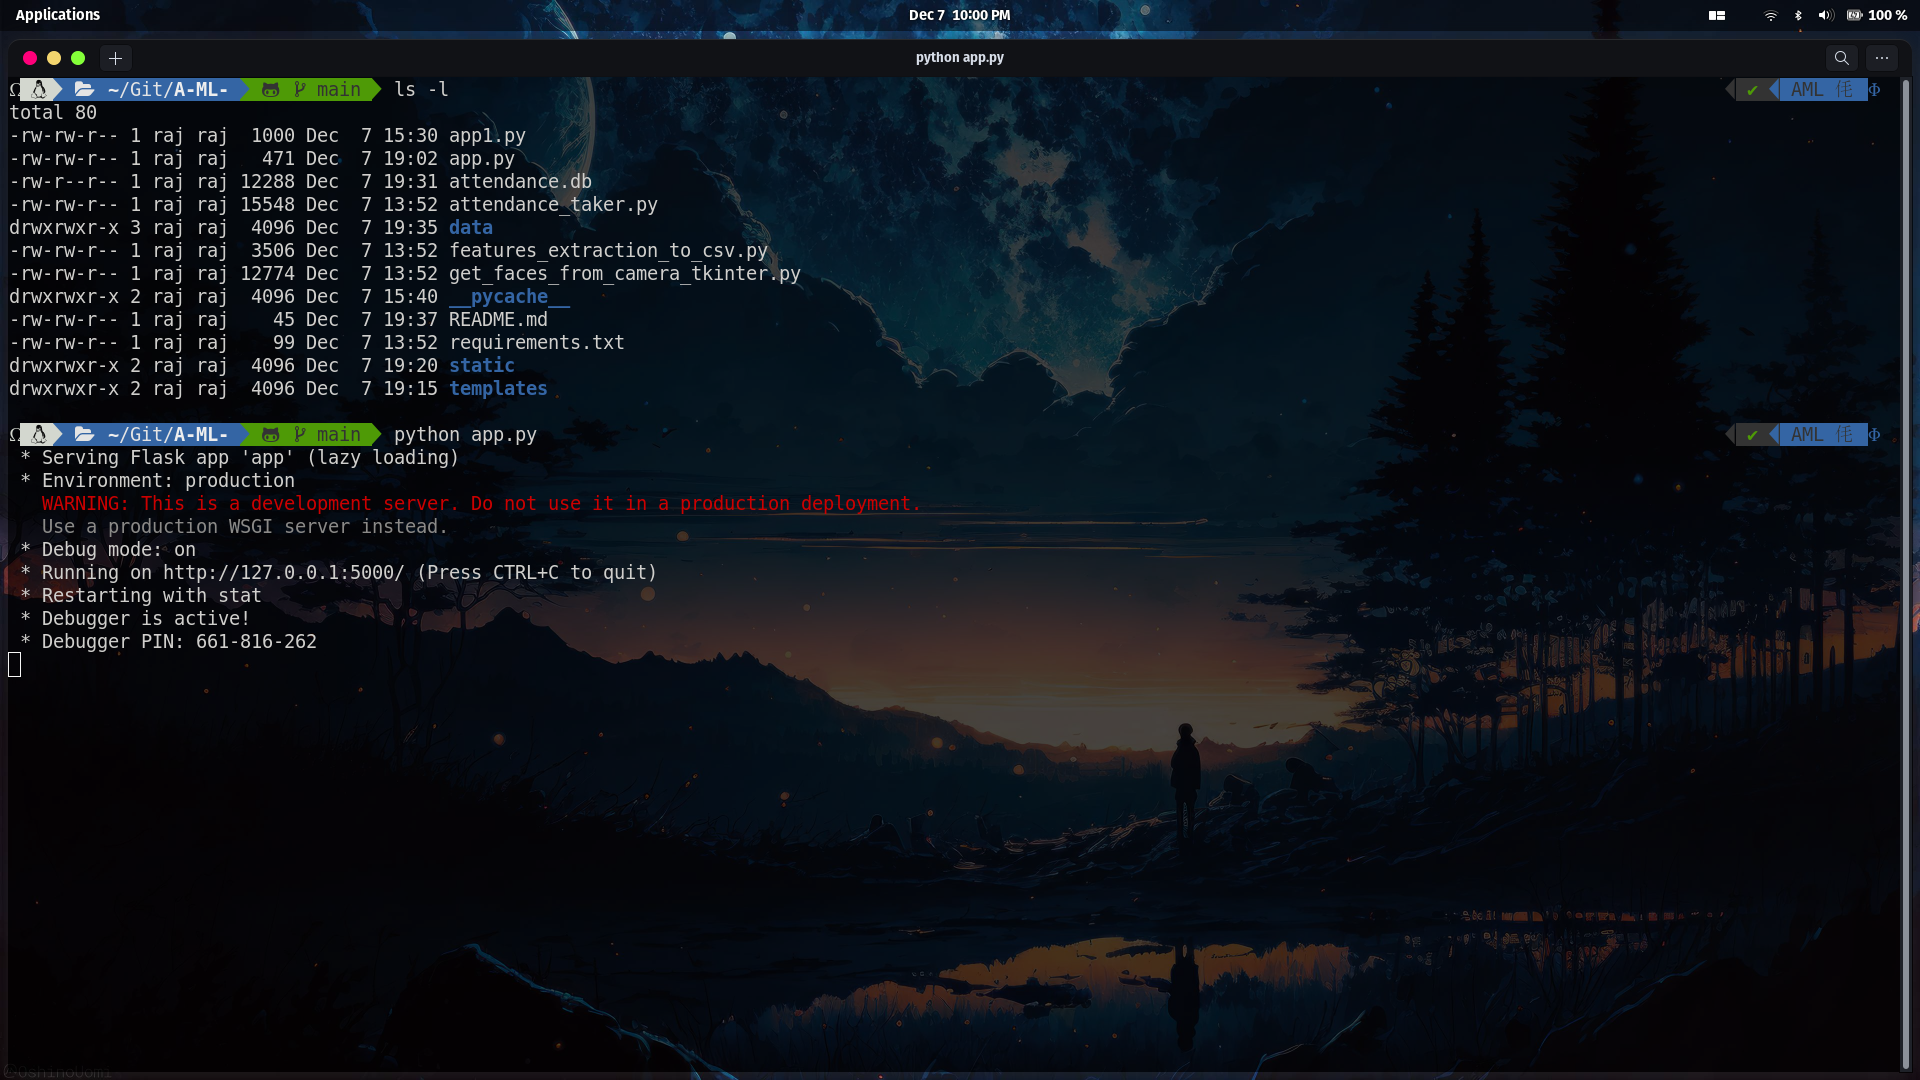 Applications
Dec 7 10:00 PM
100 %
python app.py
~/Git/A-ML- main ls -l
AML
total 80
-rw-rw-r-- 1 raj raj 1000 Dec 7 15:30 app1.py
-rw-rw-r-- 1 raj raj 471 Dec 7 19:02 app.py
-rw-r--r-- 1 raj raj 12288 Dec 7 19:31 attendance.db
-rw-rw-r-- 1 raj raj 15548 Dec 7 13:52 attendance_taker.py
drwxrwxr-x 3 raj raj 4096 Dec 7 19:35 data
-rw-rw-r-- 1 raj raj 3506 Dec 7 13:52 features_extraction_to_csv.py
-rw-rw-r-- 1 raj raj 12774 Dec 7 13:52 get_faces_from_camera_tkinter.py
drwxrwxr-x 2 raj raj 4096 Dec 7 15:40 __pycache__
-rw-rw-r-- 1 raj raj 45 Dec 7 19:37 README.md
-rw-rw-r-- 1 raj raj 99 Dec 7 13:52 requirements.txt
drwxrwxr-x 2 raj raj 4096 Dec 7 19:20 static
drwxrwxr-x 2 raj raj 4096 Dec 7 19:15 templates
~/Git/A-ML- main python app.py
AML
* Serving Flask app 'app' (lazy loading)
* Environment: production
WARNING: This is a development server. Do not use it in a production deployment.
Use a production WSGI server instead.
* Debug mode: on
* Running on http://127.0.0.1:5000/ (Press CTRL+C to quit)
* Restarting with stat
* Debugger is active!
* Debugger PIN: 661-816-262